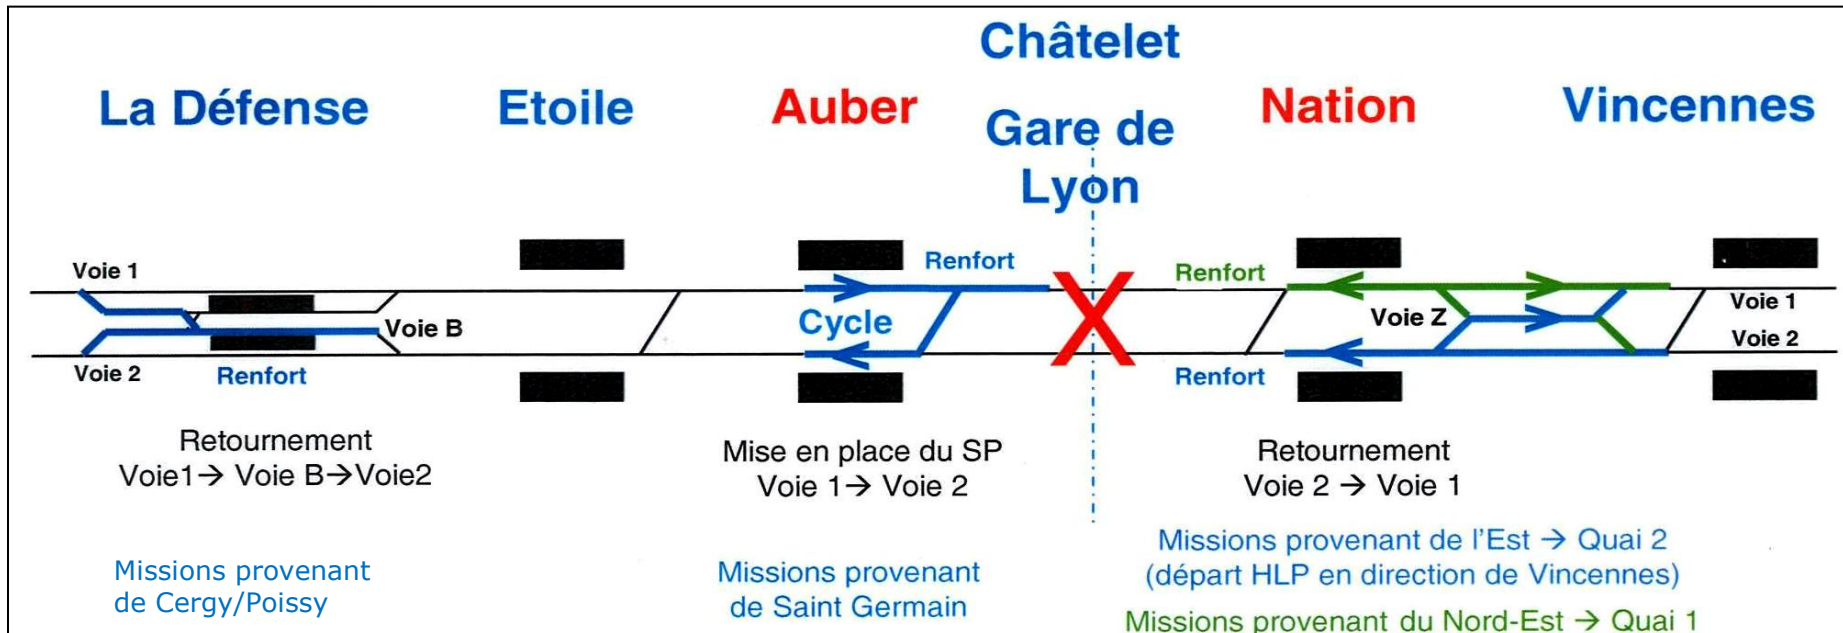 Châtelet
La Défense
Etoile
Auber
Gare de
Lyon
Nation
Vincennes
Voie 1
Voie B
Voie 2
Renfort
Renfort
Cycle
Renfort
Voie Z
Renfort
Voie 1
Voie 2
Retournement
Voie1→ Voie B→Voie2
Mise en place du SP
Voie 1→ Voie 2
Retournement
Voie 2 → Voie 1
Missions provenant
de Cergy/Poissy
Missions provenant
de Saint Germain
Missions provenant de l'Est → Quai 2
(départ HLP en direction de Vincennes)
Missions provenant du Nord-Est → Quai 1